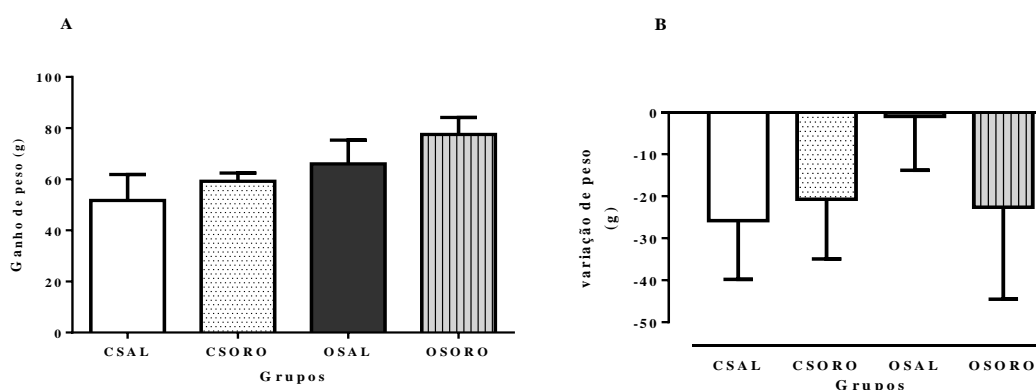 A
Ganho de peso (g)
100
80
60
40
20
0
CSAL CSORO OSAL OSORO
Grupos
B
variação de peso
(g)
0
-10
-20
-30
-40
-50
CSAL CSORO OSAL OSORO
Grupos